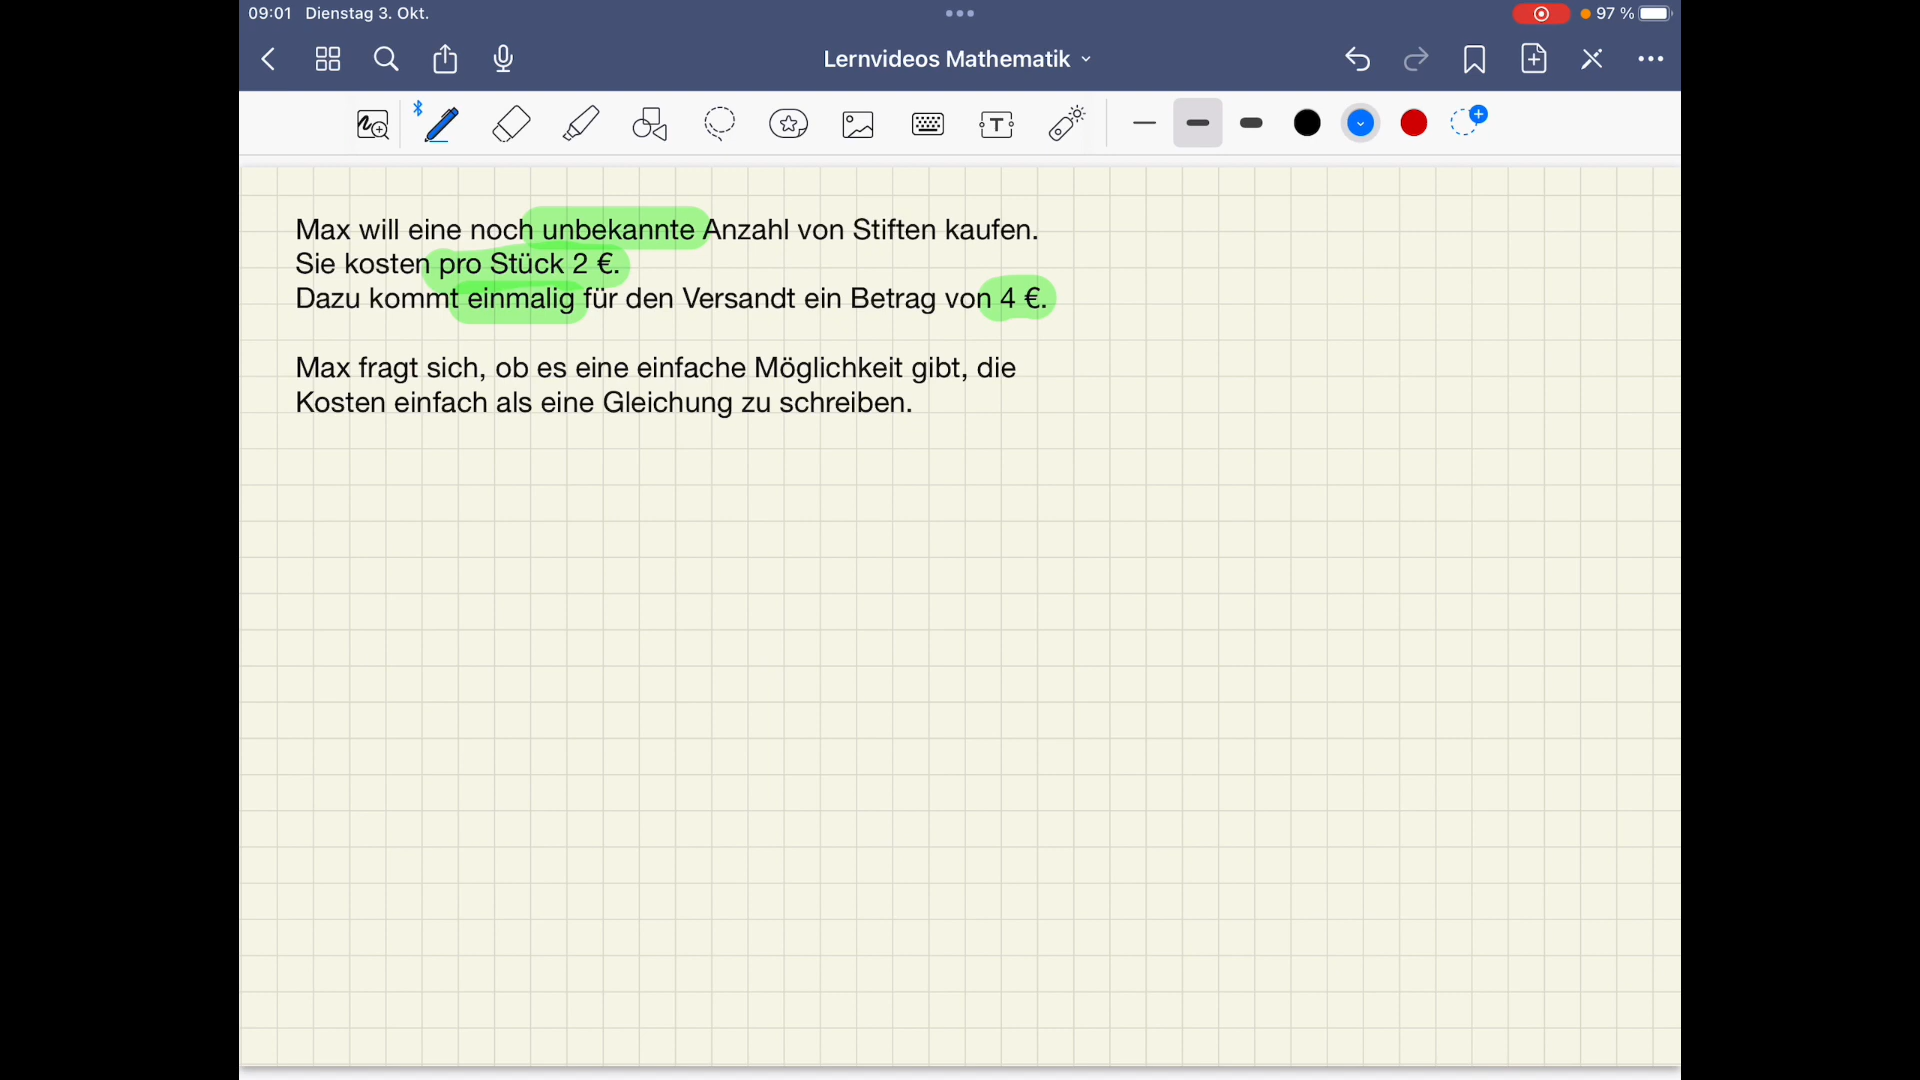 09:01 Dienstag 3. Okt.
97 %
Lernvideos Mathematik
T
Max will eine noch unbekannte Anzahl von Stiften kaufen.
Sie kosten pro Stück 2 €.
Dazu kommt einmalig für den Versandt ein Betrag von 4 €.
Max fragt sich, ob es eine einfache Möglichkeit gibt, die
Kosten einfach als eine Gleichung zu schreiben.